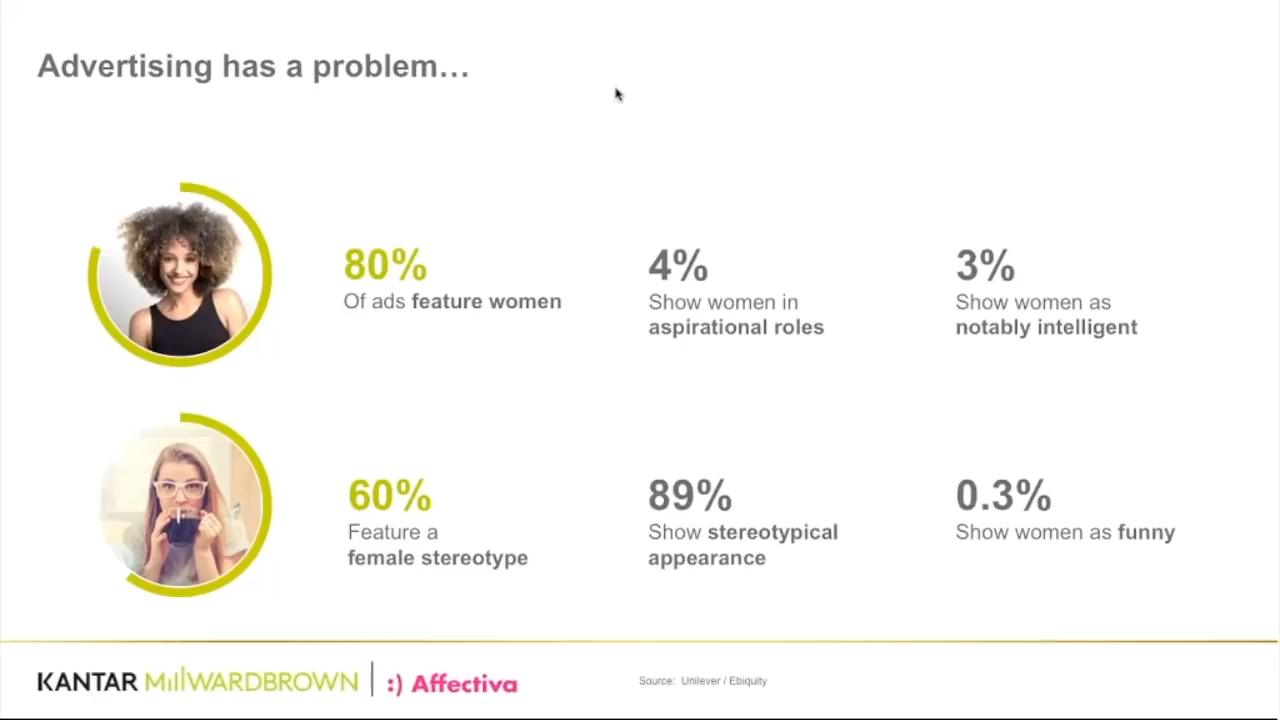 Advertising has a problem…
80%
Of ads feature women
4%
Show women in
aspirational roles
3%
Show women as
notably intelligent
60%
Feature a
female stereotype
89%
Show stereotypical
appearance
0.3%
Show women as funny
KANTAR MillWARDBROWN
:) Affectiva
Source: Unilever / Ebiquity